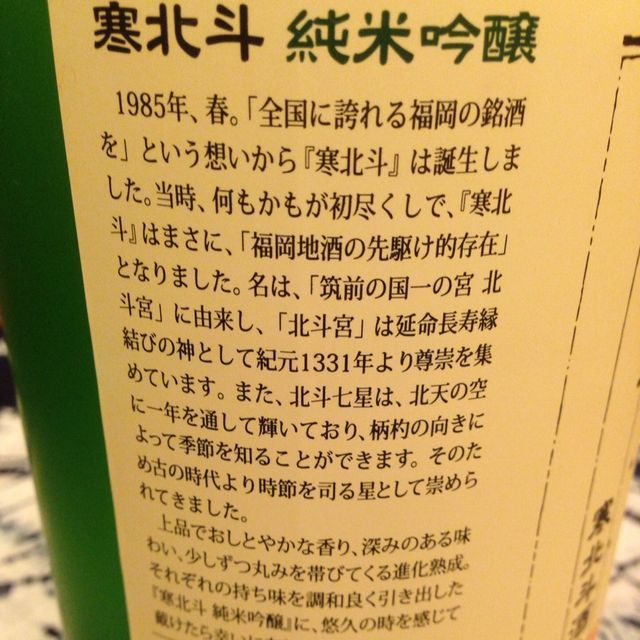 寒北斗 純米吟醸
1985年、春。「全国に誇れる福岡の銘酒
を」という想いから『寒北斗』は誕生しま
した。当時、何もかもが初尽くしで、『寒北
斗』はまさに、「福岡地酒の先駆け的存在」
となりました。名は、「筑前の国一の宮 北
斗宮」に由来し、「北斗宮」は延命長寿縁
結びの神として紀元1331年より尊崇を集
めています。また、北斗七星は、北天の空
に一年を通して輝いており、柄杓の向きに
よって季節を知ることができます。そのた
め古の時代より時節を司る星として崇めら
れてきました。
上品でおしとやかな香り、深みのある味
わい、少しずつ丸みを帯びてくる進化熟成。
それぞれの持ち味を調和良く引き出した
『寒北斗 純米吟醸』に、悠久の時を感じて
戴けたら幸いに
寒北斗酒